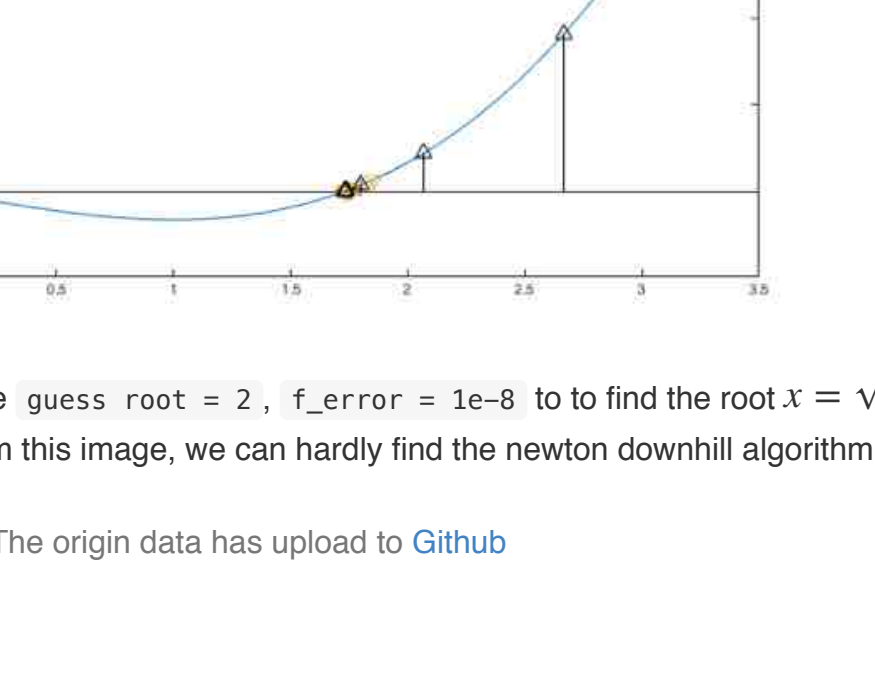 0.5 1 1.5 2 2.5 3 3.5
guess root = 2 , f_error = 1e-8 to to find the root x = √
this image, we can hardly find the newton downhill algorithm
The origin data has upload to Github